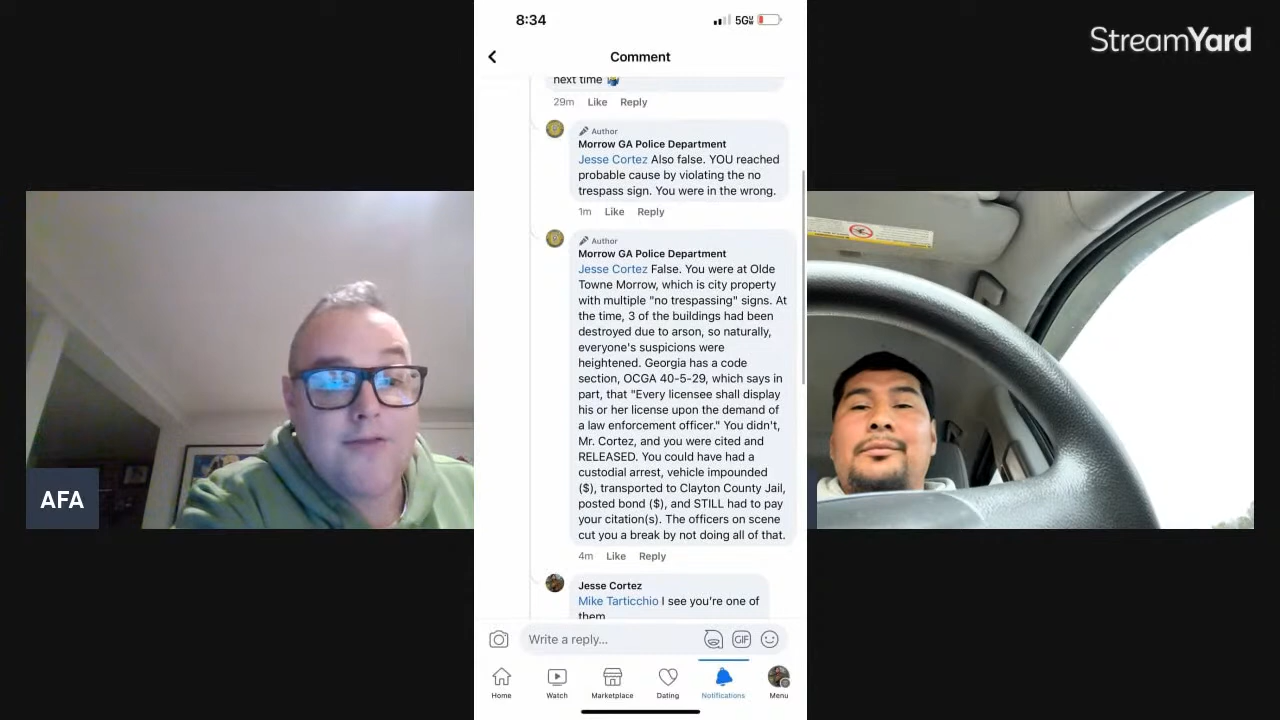 8:34
5G
StreamYard
Comment
next time
29m Like Reply
Author
Morrow GA Police Department
Jesse Cortez Also false. YOU reached
probable cause by violating the no
trespass sign. You were in the wrong.
1m Like Reply
Author
Morrow GA Police Department
Jesse Cortez False. You were at Olde
Towne Morrow, which is city property
with multiple "no trespassing" signs. At
the time, 3 of the buildings had been
destroyed due to arson, so naturally,
everyone's suspicions were
heightened. Georgia has a code
section, OCGA 40-5-29, which says in
part, that "Every licensee shall display
his or her license upon the demand of
a law enforcement officer." You didn't,
Mr. Cortez, and you were cited and
RELEASED. You could have had a
custodial arrest, vehicle impounded
($), transported to Clayton County Jail,
posted bond ($), and STILL had to pay
your citation(s). The officers on scene
cut you a break by not doing all of that.
4m Like Reply
Jesse Cortez
Mike Tarticchio I see you're one of
them
Write a reply...
GIF
Home Watch Marketplace Dating Notifications Menu
AFA